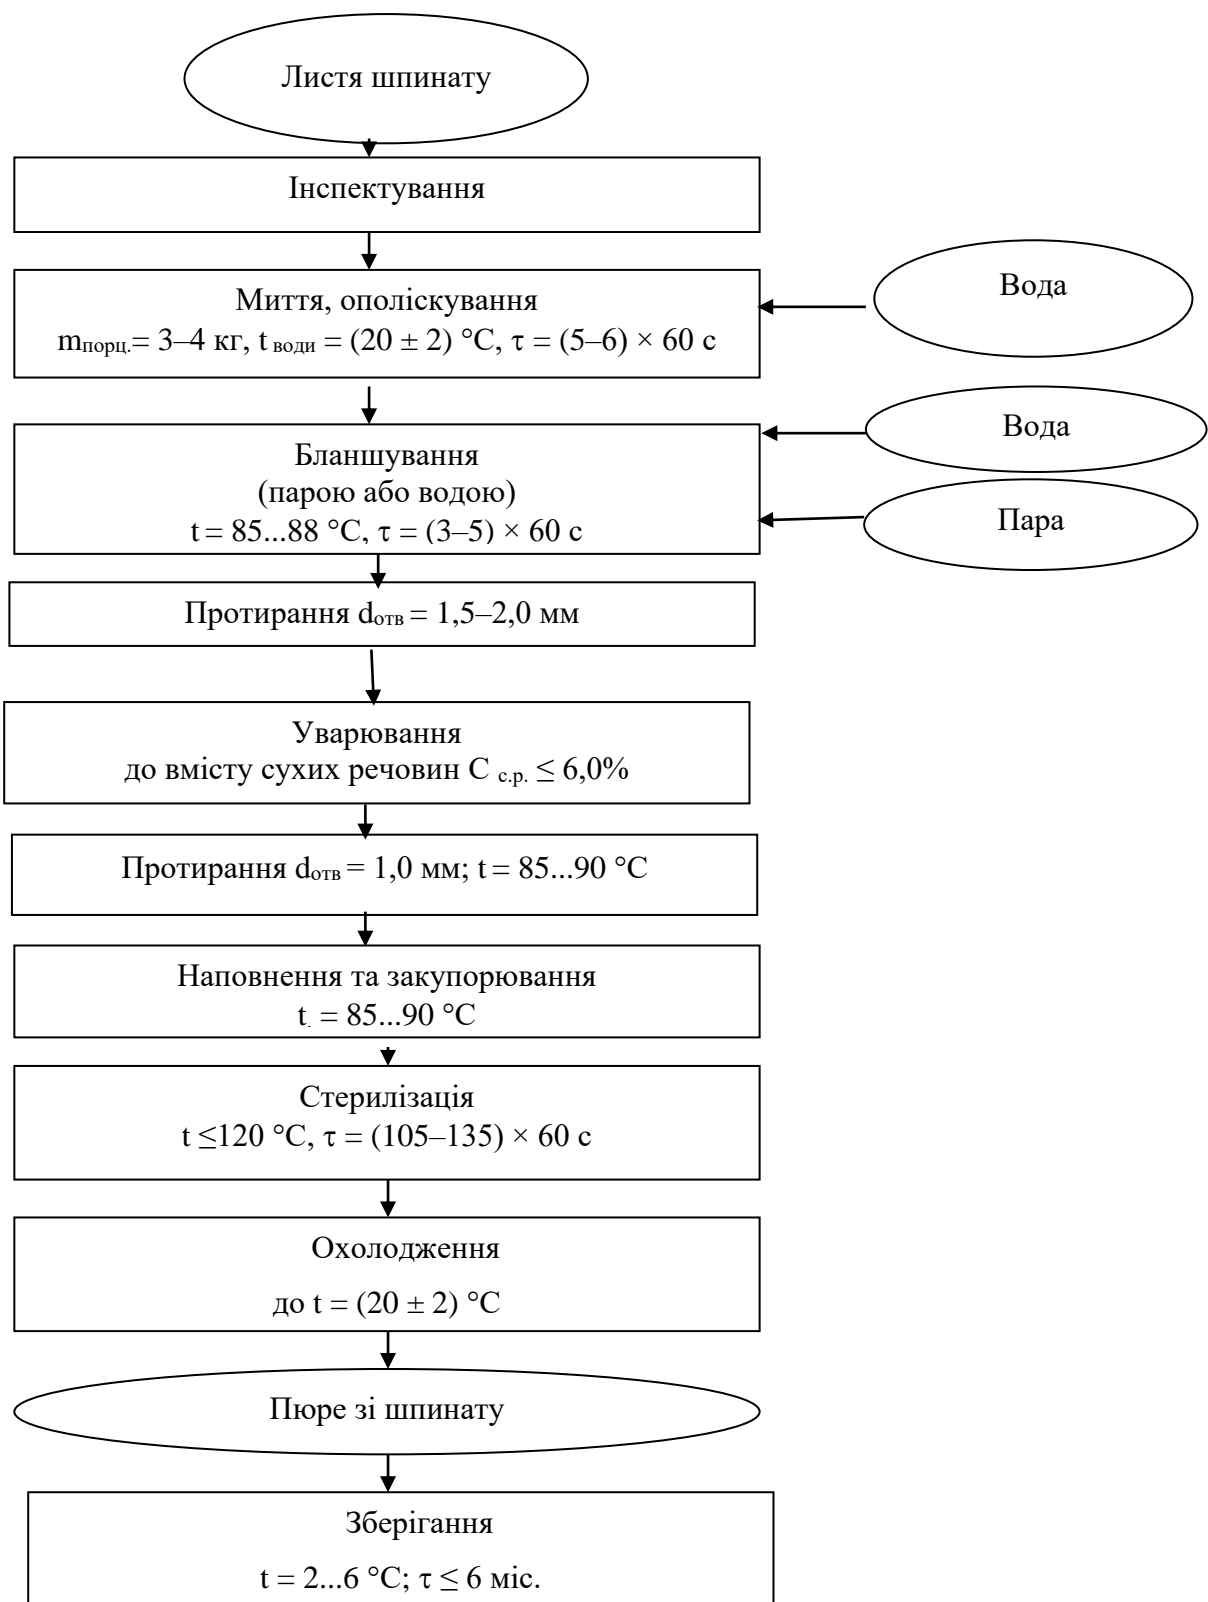 Листя шпинату
Інспектування
Миття, ополіскування
mпорц.= 3–4 кг, t води = (20 ± 2) °С, τ = (5–6) × 60 с
Вода
Бланшування
(парою або водою)
t = 85...88 °С, τ = (3–5) × 60 с
Вода
Пара
Протирання dотв = 1,5–2,0 мм
Уварювання
до вмісту сухих речовин С с.р. ≤ 6,0%
Протирання dотв = 1,0 мм; t = 85...90 °С
Наповнення та закупорювання
t. = 85...90 °С
Стерилізація
t ≤120 °С, τ = (105–135) × 60 с
Охолодження
до t = (20 ± 2) °С
Пюре зі шпинату
Зберігання
t = 2...6 °С; τ ≤ 6 міс.